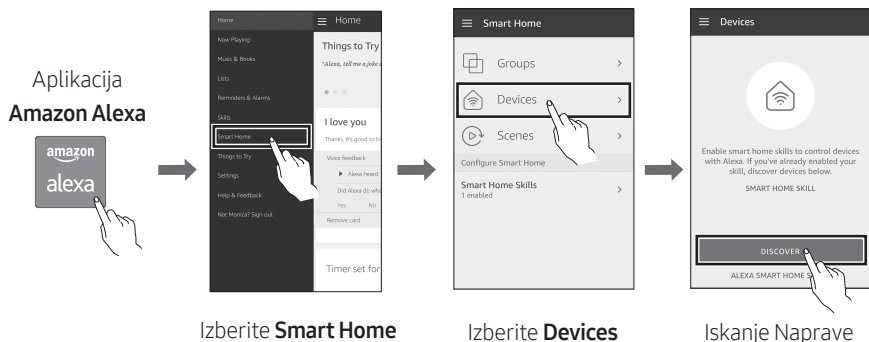 Aplikacija
Amazon Alexa
amazon
alexa
Home
Now Playing
Music & Books
Lists
Reminders & Alarms
Skills
Smart Home
Things to Try
Settings
Help & Feedback
Not Monica? Sign out
Home
Things to Try
"Alexa, tell me a joke
I love you
Thanks, it's good to
Voice feedback
Alexa heard
Did Alexa do
Yes No
Remove card
Timer set for
Izberite Smart Home
Smart Home
Groups
Devices
Scenes
Configure Smart Home
Smart Home Skills
1 enabled
Izberite Devices
Devices
Enable smart home skills to control devices
with Alexa. If you've already enabled your
skill, discover devices below.
SMART HOME SKILL
DISCOVER
ALEXA SMART HOME
Iskanje Naprave